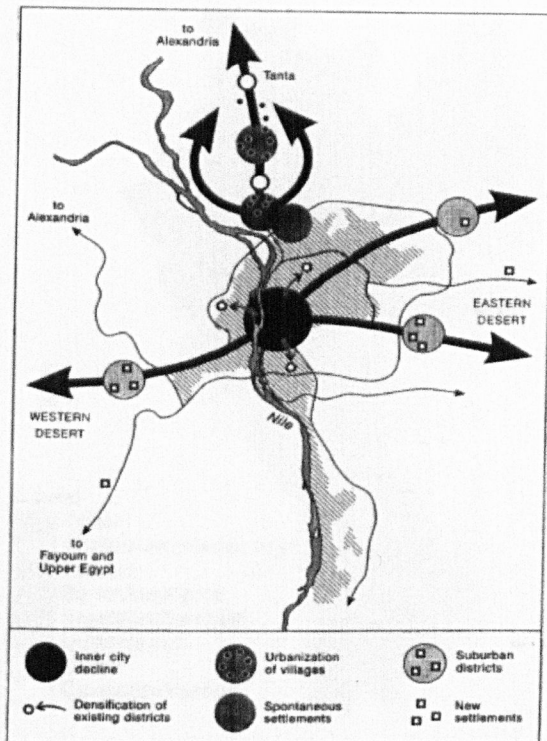 to
Alexandria
Tanta
to
Alexandria
EASTERN
DESERT
WESTERN
DESERT
Nile
to
Fayoum and
Upper Egypt
Inner city
decline
Urbanization
of villages
Suburban
districts
Densification of
existing districts
Spontaneous
settlements
New
settlements